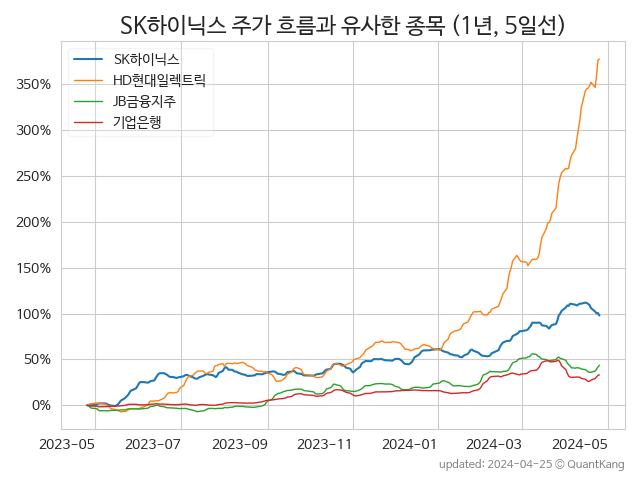 SK하이닉스 주가 흐름과 유사한 종목 (1년, 5일선)
SK하이닉스
HD현대일렉트릭
JB금융지주
기업은행
350%
300%
250%
200%
150%
100%
50%
0%
2023-05
2023-07
2023-09
2023-11
2024-01
2024-03
2024-05
updated: 2024-04-25 © QuantKang